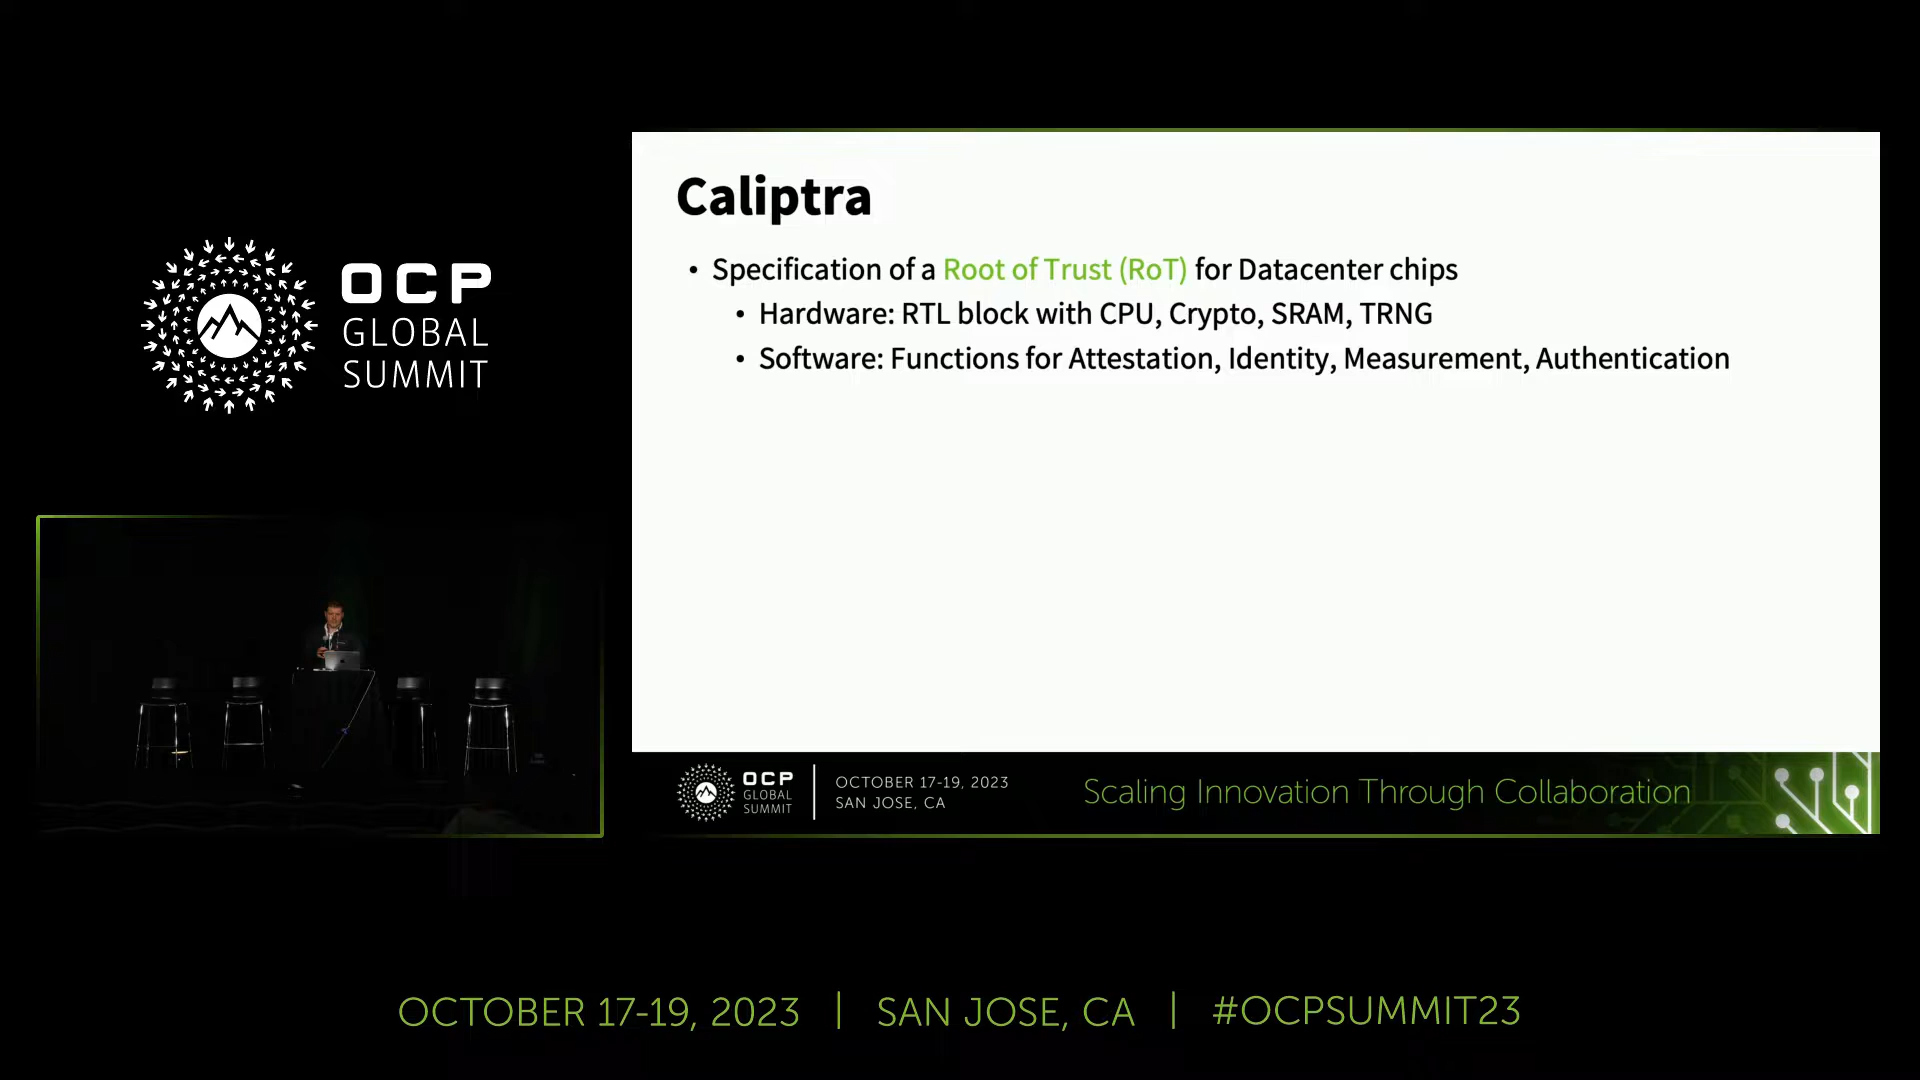 OCP
GLOBAL
SUMMIT
Caliptra
• Specification of a Root of Trust (RoT) for Datacenter chips
• Hardware: RTL block with CPU, Crypto, SRAM, TRNG
• Software: Functions for Attestation, Identity, Measurement, Authentication
OCP
GLOBAL
SUMMIT
OCTOBER 17-19, 2023
SAN JOSE, CA
Scaling Innovation Through Collaboration
OCTOBER 17-19, 2023 | SAN JOSE, CA | #OCPSUMMIT23